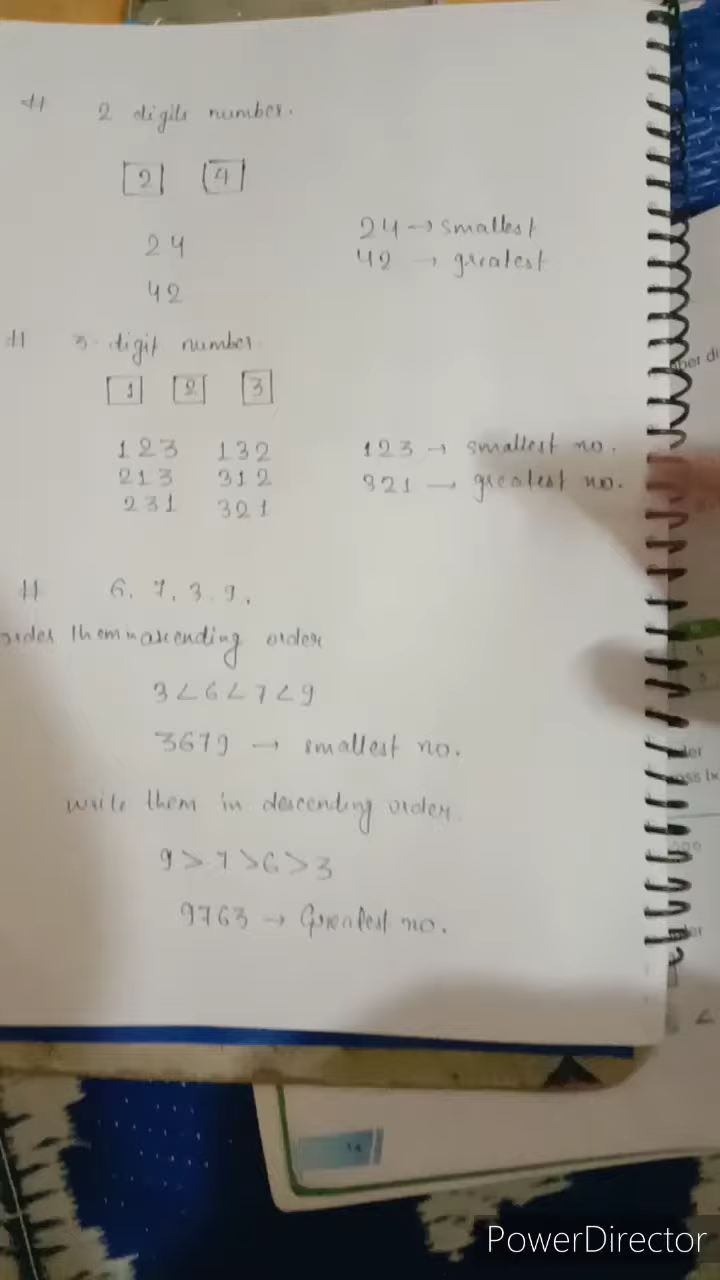 # 2 digits number.
2 4
24
42
24 → smallest
42 → greatest
# 3 digit number.
1 2 3
123 132
213 312
231 321
123 → smallest no.
321 → greatest no.
# 6, 7, 3, 9,
order them in ascending order
3<6<7<9
3679 → smallest no.
write them in descending order.
9>7>6>3
9763 → Greatest no.
14
PowerDirector